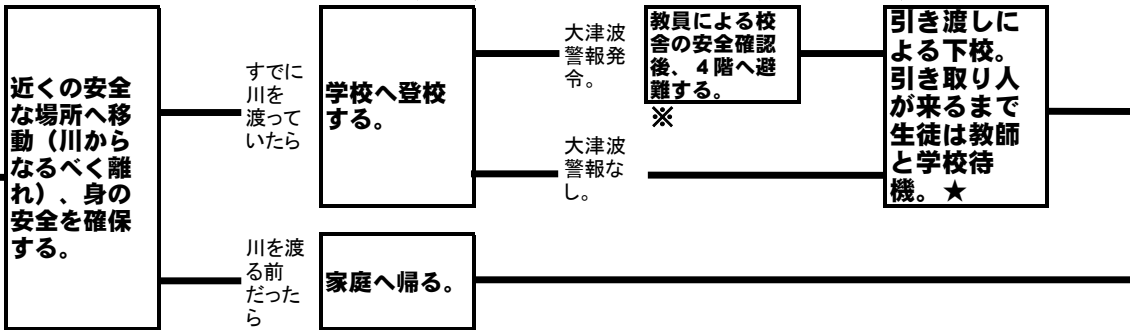 近くの安全
な場所へ移
動（川から
なるべく離
れ）、身の
安全を確保
する。
すでに
川を
渡って
いたら
学校へ登校
する。
大津波
警報発
令。
教員による校
舎の安全確認
後、４階へ避
難する。
※
引き渡しに
よる下校。
引き取り人
が来るまで
生徒は教師
と学校待
機。★
大津波
警報な
し。
川を渡
る前
だった
ら
家庭へ帰る。